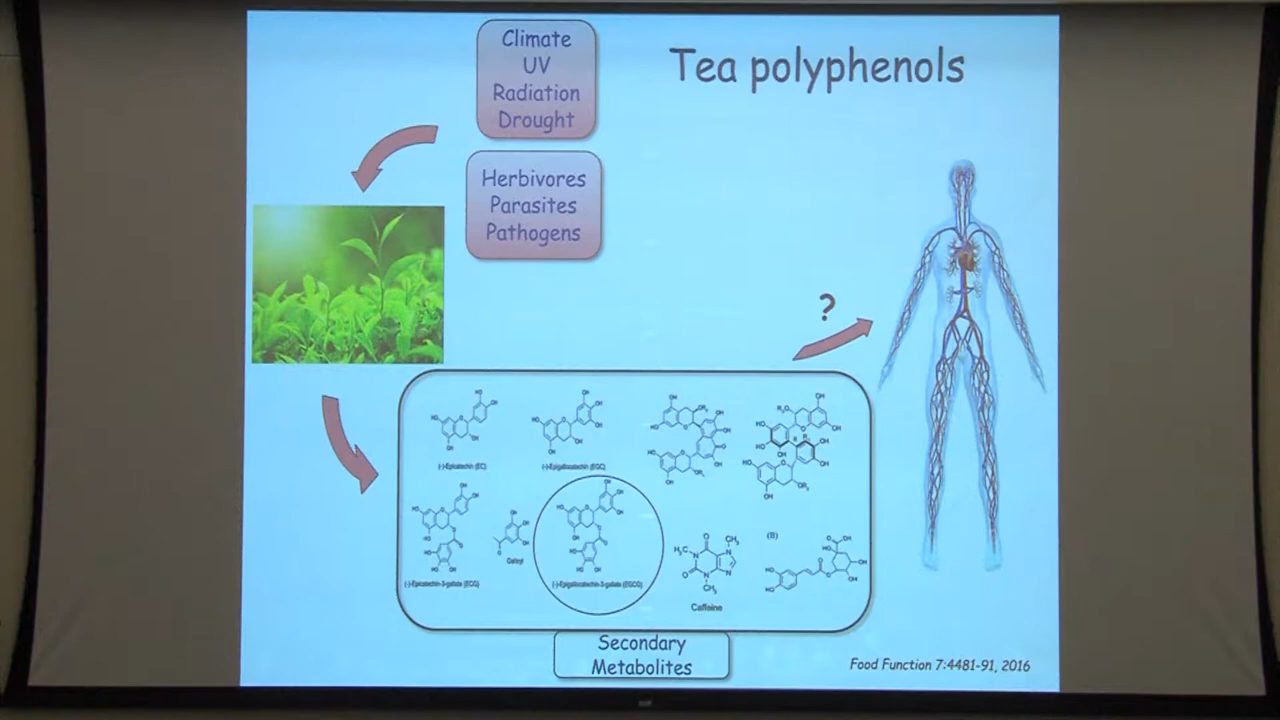 Tea polyphenols
Climate
UV
Radiation
Drought
Herbivores
Parasites
Pathogens
?
(-)-Epicatechin (EC)
(-)-Epigallocatechin (EGC)
(-)-Epicatechin-3-gallate (ECG)
Galloyl
(-)-Epigallocatechin-3-gallate (EGCG)
Caffeine
(B)
Secondary
Metabolites
Food Function 7:4481-91, 2016